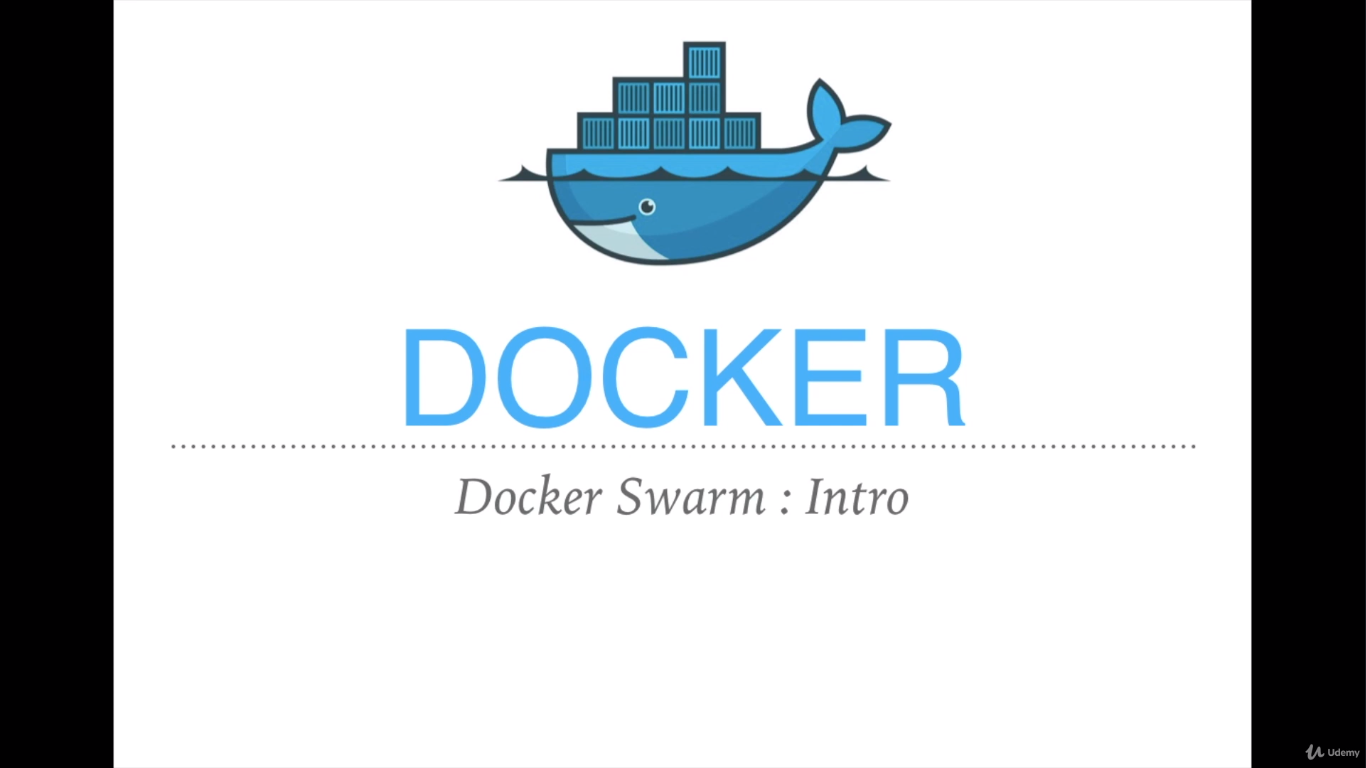 DOCKER
Docker Swarm : Intro
Udemy